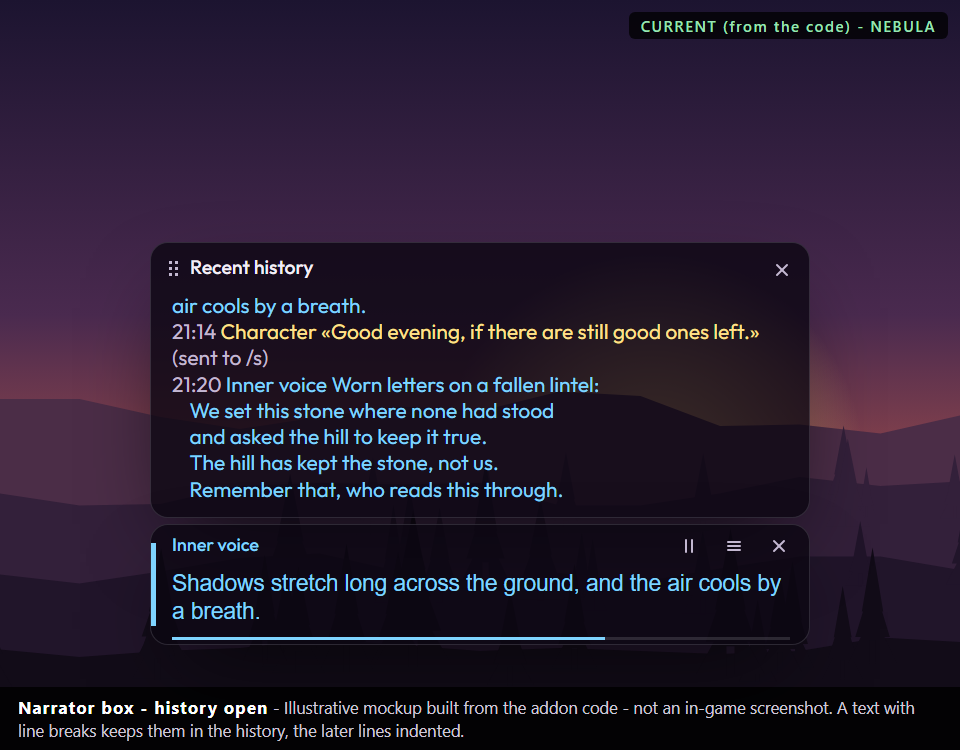 CURRENT (from the code) - NEBULA
Recent history
air cools by a breath.
21:14 Character «Good evening, if there are still good ones left.»
(sent to /s)
21:20 Inner voice Worn letters on a fallen lintel:
We set this stone where none had stood
and asked the hill to keep it true.
The hill has kept the stone, not us.
Remember that, who reads this through.
Inner voice
Shadows stretch long across the ground, and the air cools by
a breath.
Narrator box - history open - Illustrative mockup built from the addon code - not an in-game screenshot. A text with
line breaks keeps them in the history, the later lines indented.